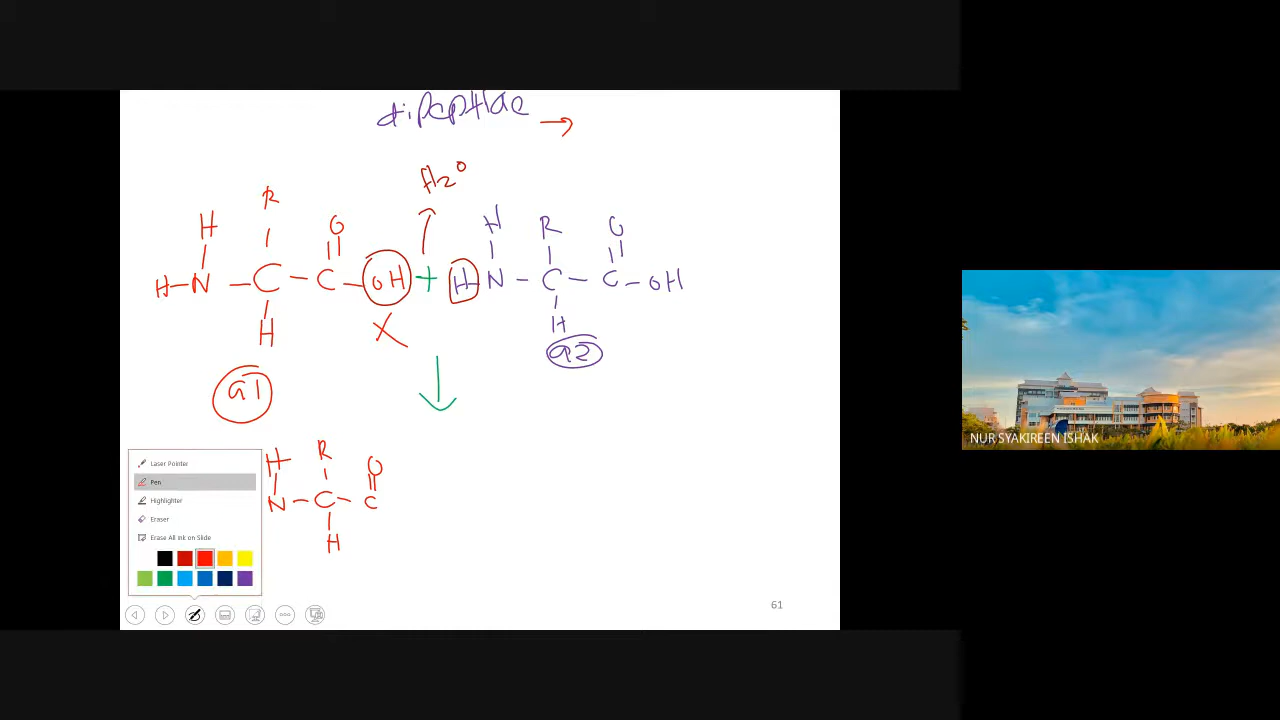 dipeptide →
H2O
H R O H R O
H-N-C-C-OH + H-N-C-C-OH
H X H
a1 a2
H R O
N-C-C
H
Laser Pointer
Pen
Highlighter
Eraser
Erase All Ink on Slide
61
NUR SYAKIREEN ISHAK